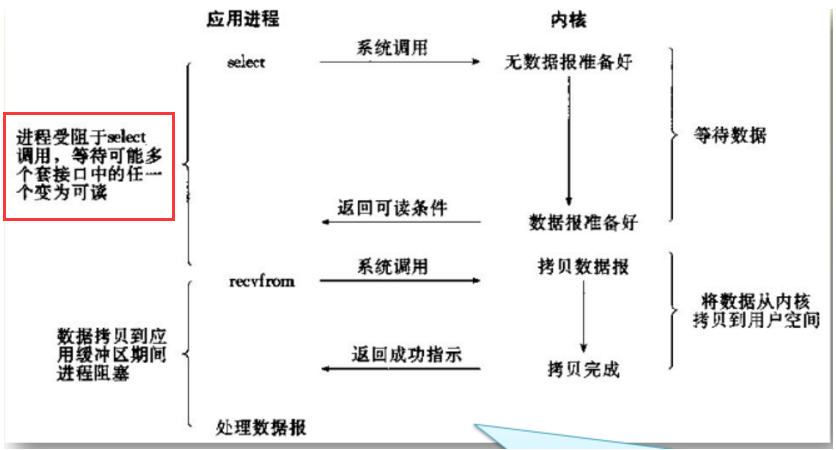 应用进程
内核
select
系统调用
无数据报准备好
进程受阻于select
调用，等待可能多
个套接口中的任一
个变为可读
等待数据
返回可读条件
数据报准备好
recvfrom
系统调用
拷贝数据报
数据拷贝到应
用缓冲区期间
进程阻塞
将数据从内核
拷贝到用户空间
返回成功指示
拷贝完成
处理数据报